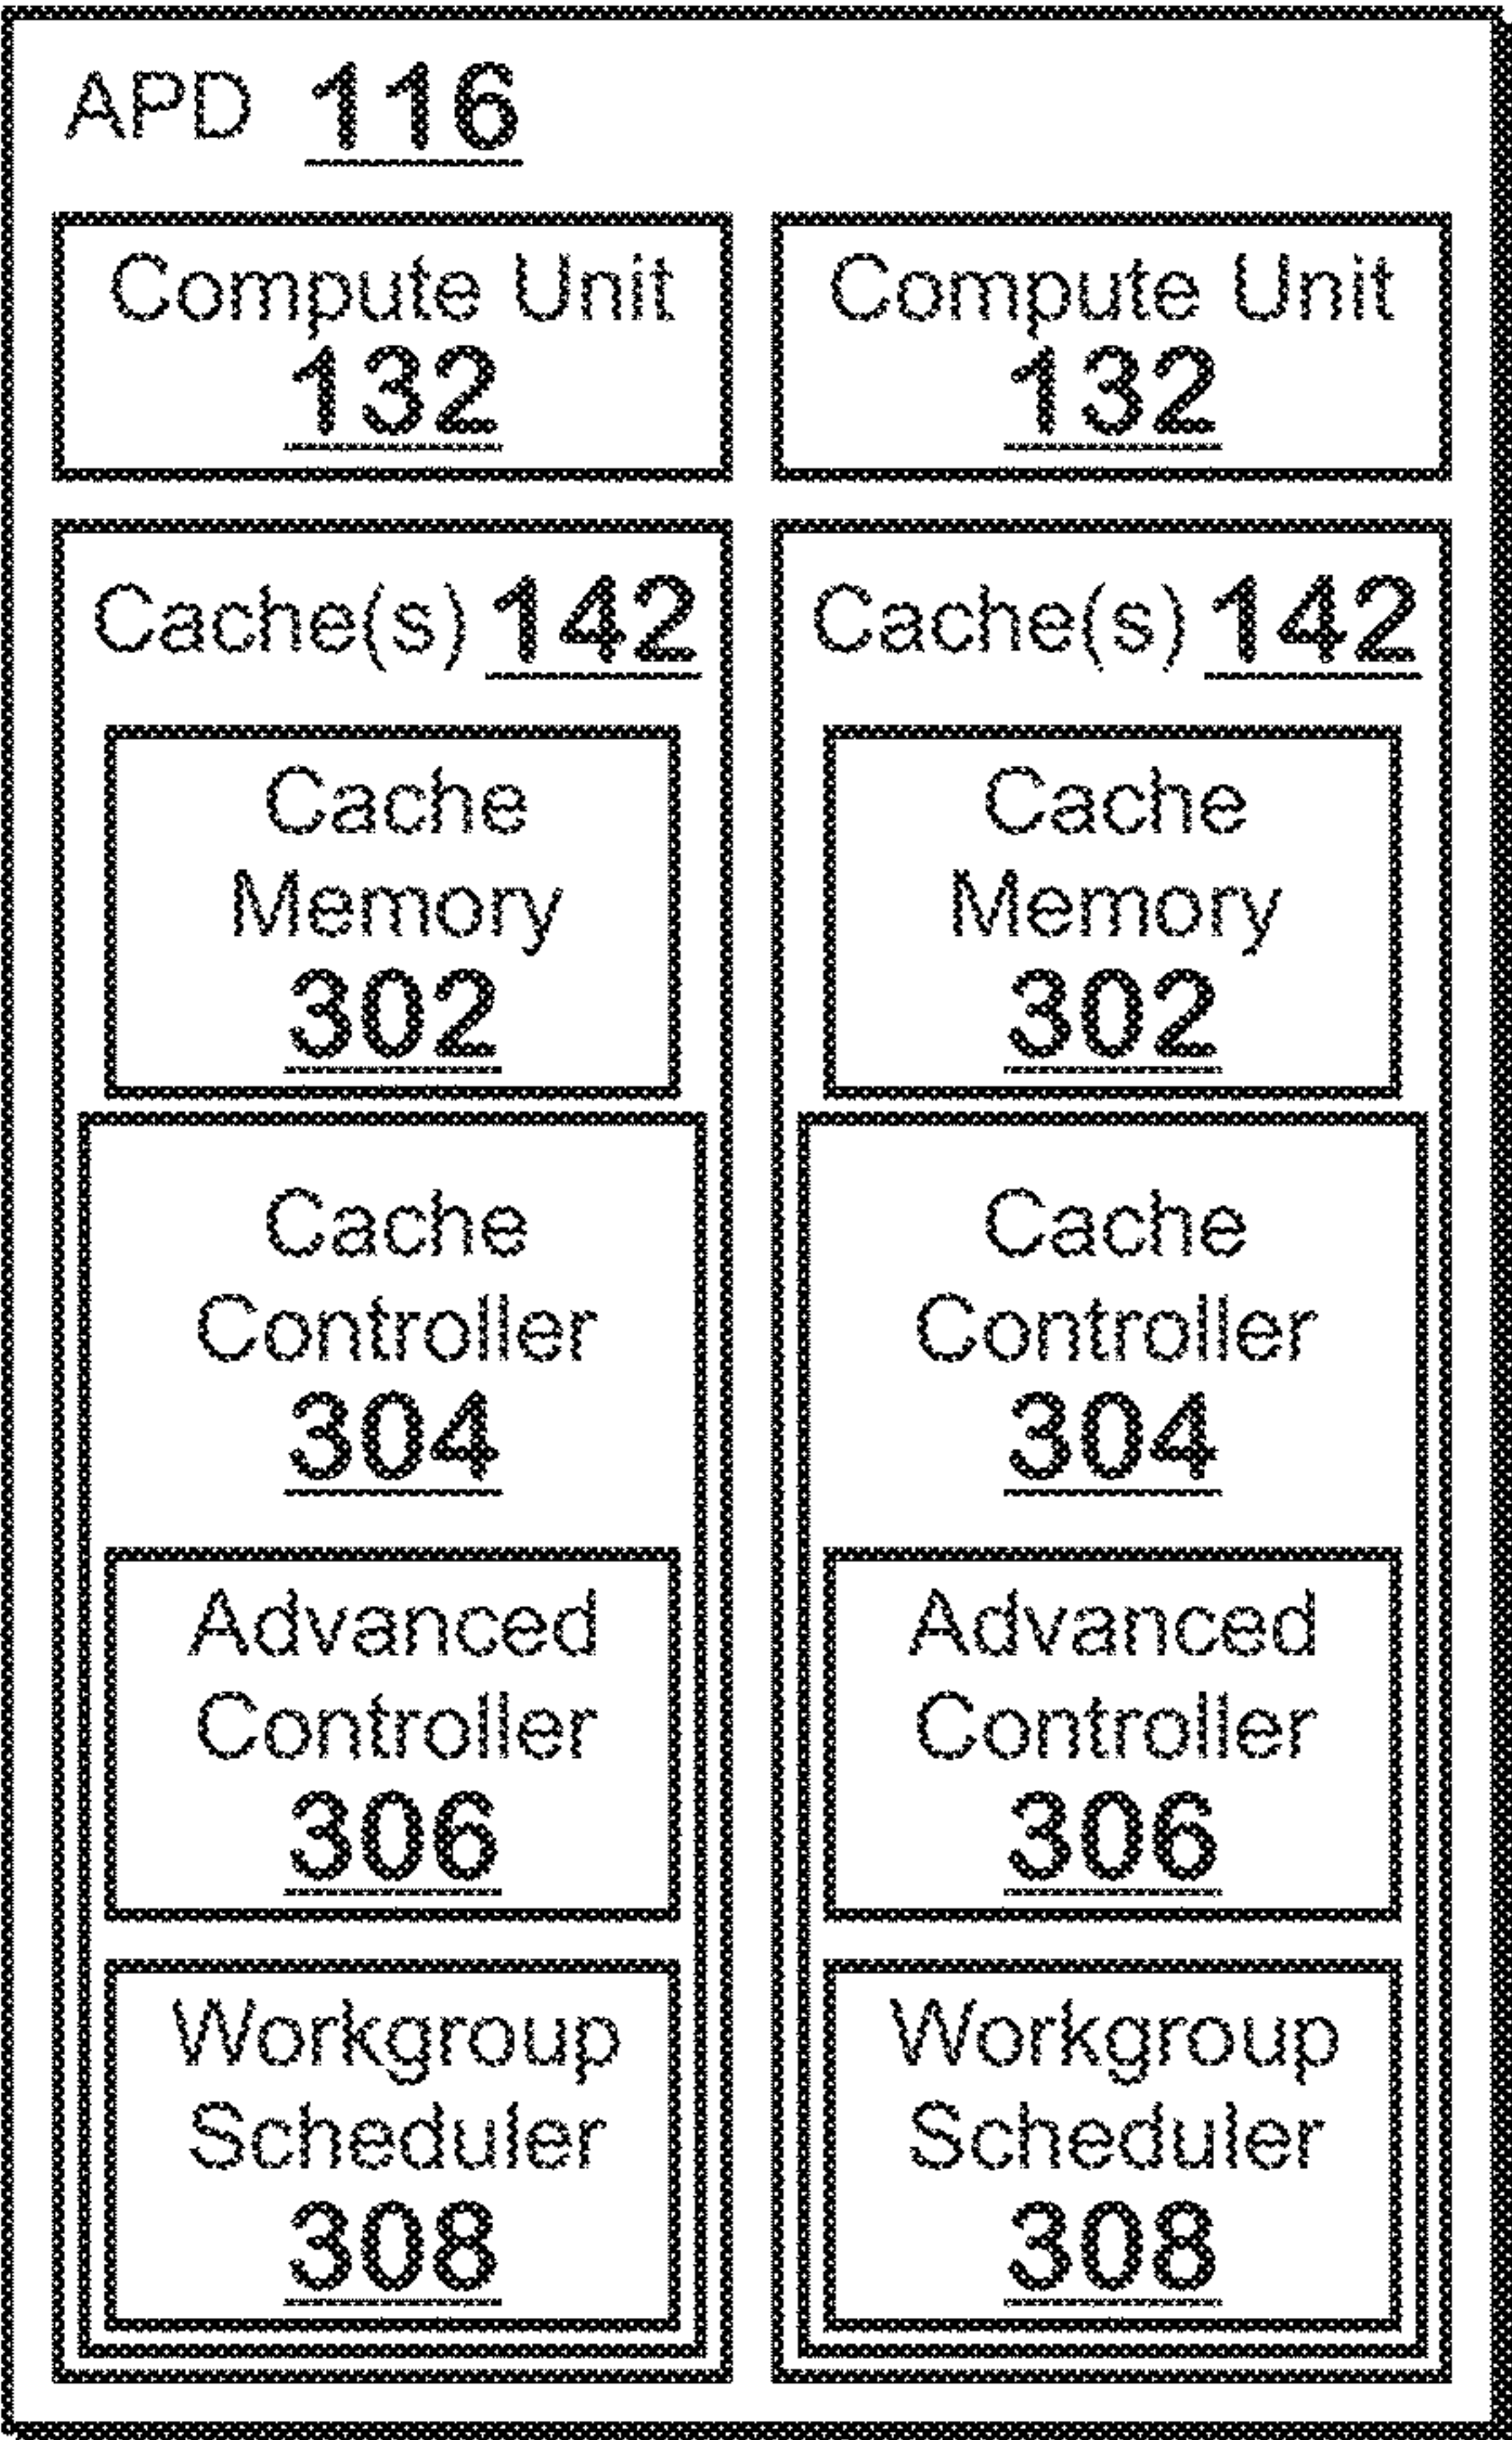 APD 116
Compute Unit
132
Cache(s) 142
Cache
Memory
302
Cache
Controller
304
Advanced
Controller
306
Workgroup
Scheduler
308
Compute Unit
132
Cache(s) 142
Cache
Memory
302
Cache
Controller
304
Advanced
Controller
306
Workgroup
Scheduler
308